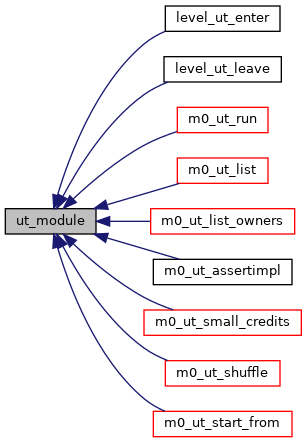 level_ut_enter
level_ut_leave
m0_ut_run
m0_ut_list
ut_module
m0_ut_list_owners
m0_ut_assertimpl
m0_ut_small_credits
m0_ut_shuffle
m0_ut_start_from